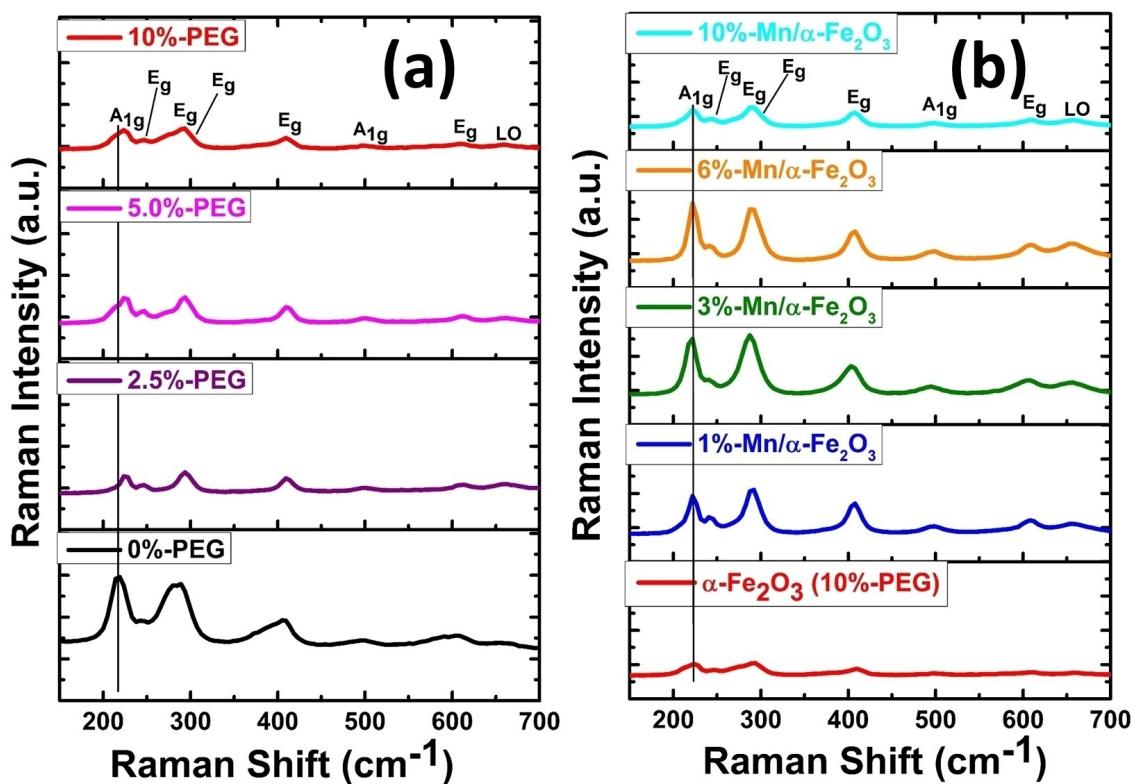 (a)
Raman Intensity (a.u.)
10%-PEG
A1g
Eg
Eg
Eg
Eg
A1g
Eg
LO
5.0%-PEG
2.5%-PEG
0%-PEG
200 300 400 500 600 700
Raman Shift (cm-1)
(b)
Raman Intensity (a.u.)
10%-Mn/α-Fe2O3
A1g
Eg
Eg
Eg
Eg
A1g
Eg
LO
6%-Mn/α-Fe2O3
3%-Mn/α-Fe2O3
1%-Mn/α-Fe2O3
α-Fe2O3 (10%-PEG)
200 300 400 500 600 700
Raman Shift (cm-1)